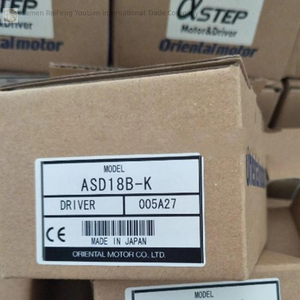 αSTEP
Motor&Driver
Orientalmotor
MODEL
ASD18B-K
DRIVER 005A27
CE
MADE IN JAPAN
ORIENTAL MOTOR CO., LTD.
MODEL